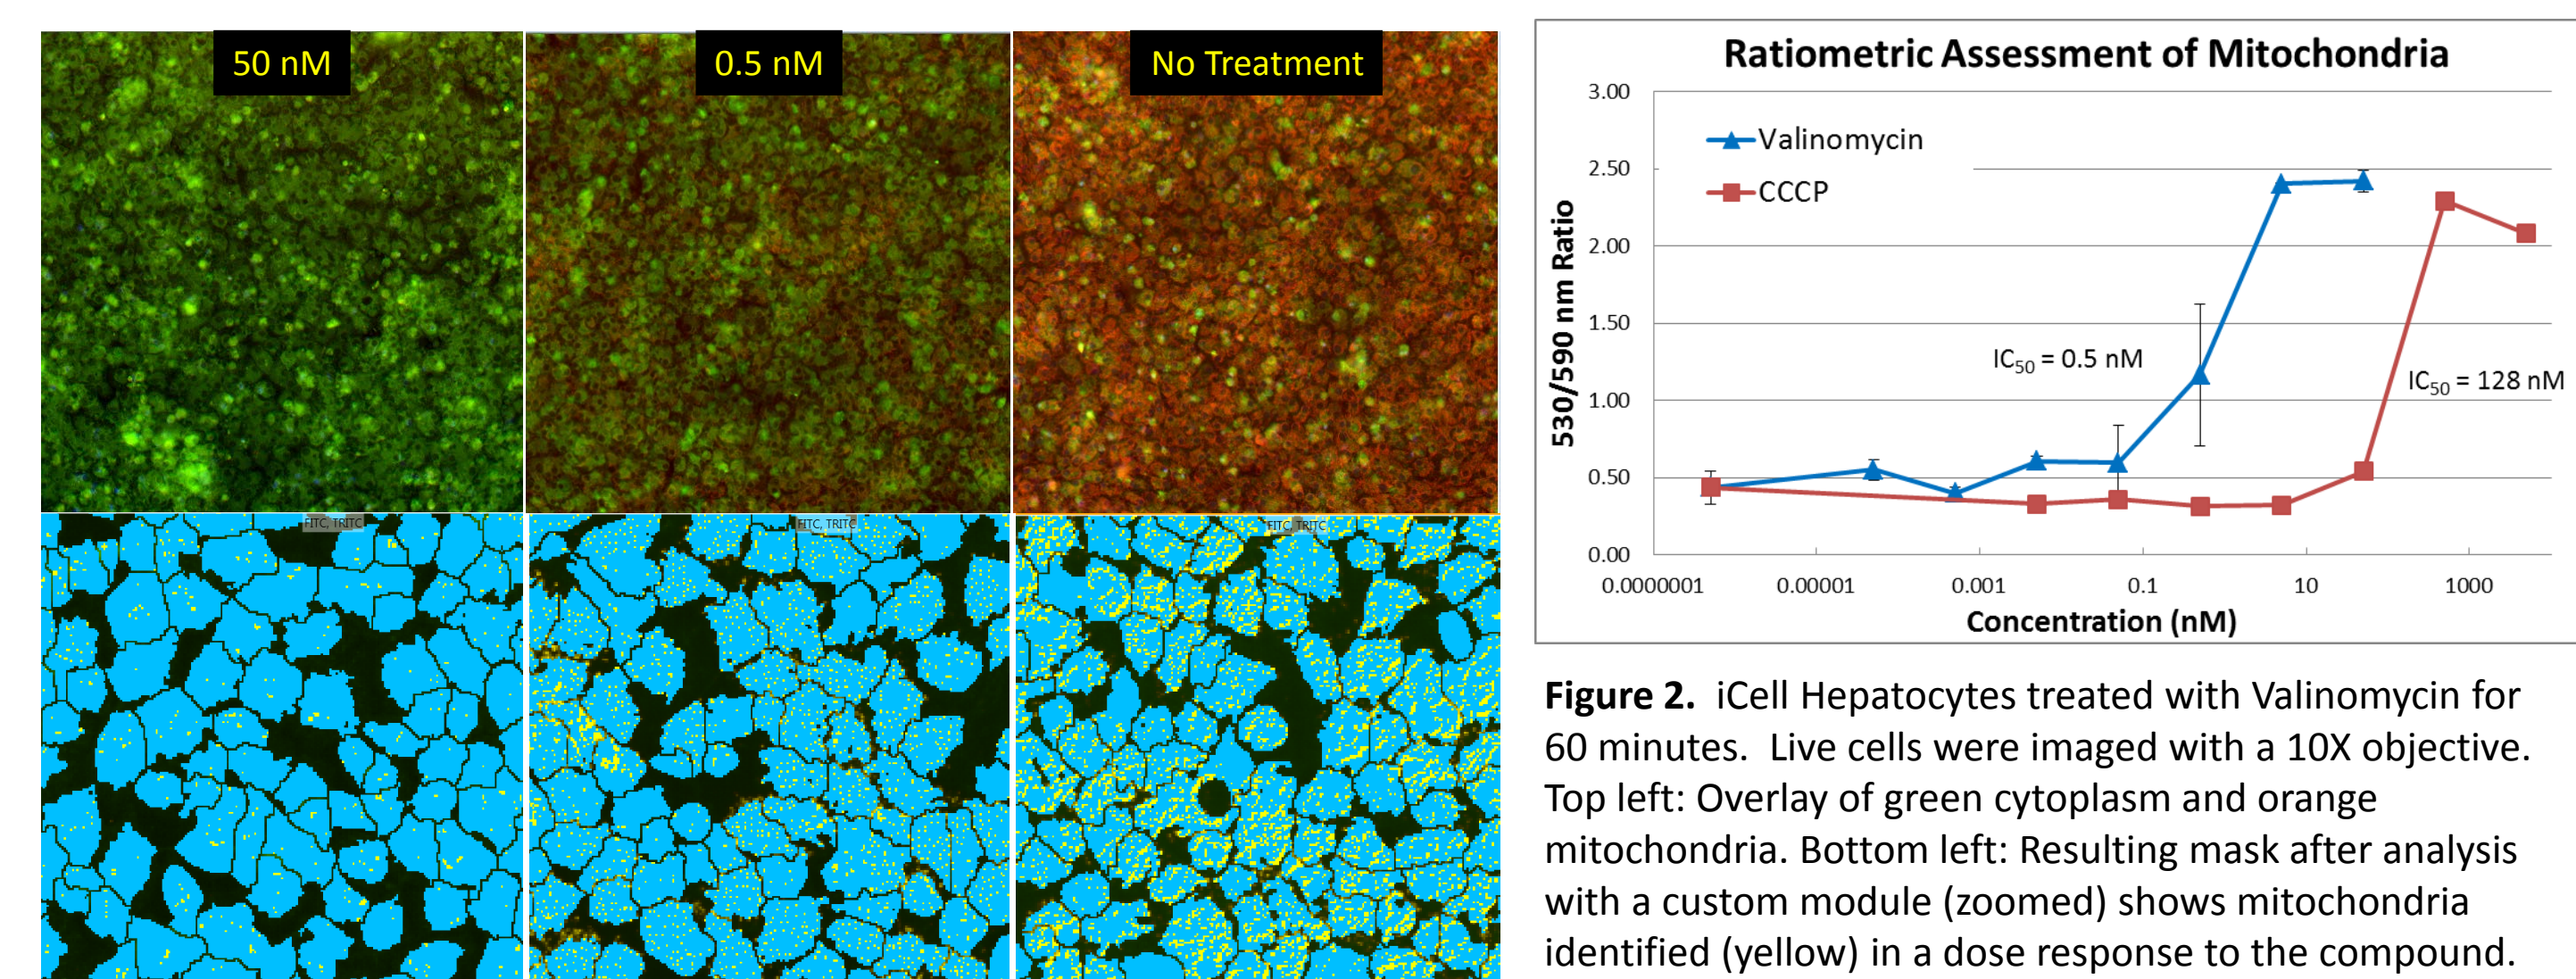 50 nM
0.5 nM
No Treatment
FITC, TRITC
FITC, TRITC
FITC, TRITC
Ratiometric Assessment of Mitochondria
3.00
2.50
2.00
1.50
1.00
0.50
0.00
530/590 nm Ratio
Valinomycin
CCCP
IC₅₀ = 0.5 nM
IC₅₀ = 128 nM
0.0000001 0.00001 0.001 0.1 10 1000
Concentration (nM)
Figure 2. iCell Hepatocytes treated with Valinomycin for
60 minutes. Live cells were imaged with a 10X objective.
Top left: Overlay of green cytoplasm and orange
mitochondria. Bottom left: Resulting mask after analysis
with a custom module (zoomed) shows mitochondria
identified (yellow) in a dose response to the compound.